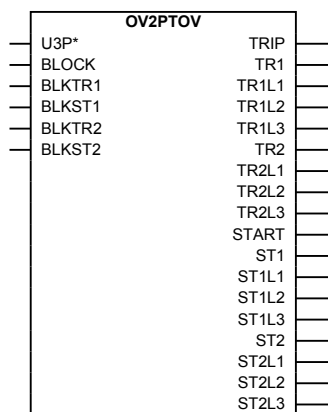 OV2PTOV
U3P* TRIP
BLOCK TR1
BLKTR1 TR1L1
BLKST1 TR1L2
BLKTR2 TR1L3
BLKST2 TR2
TR2L1
TR2L2
TR2L3
START
ST1
ST1L1
ST1L2
ST1L3
ST2
ST2L1
ST2L2
ST2L3